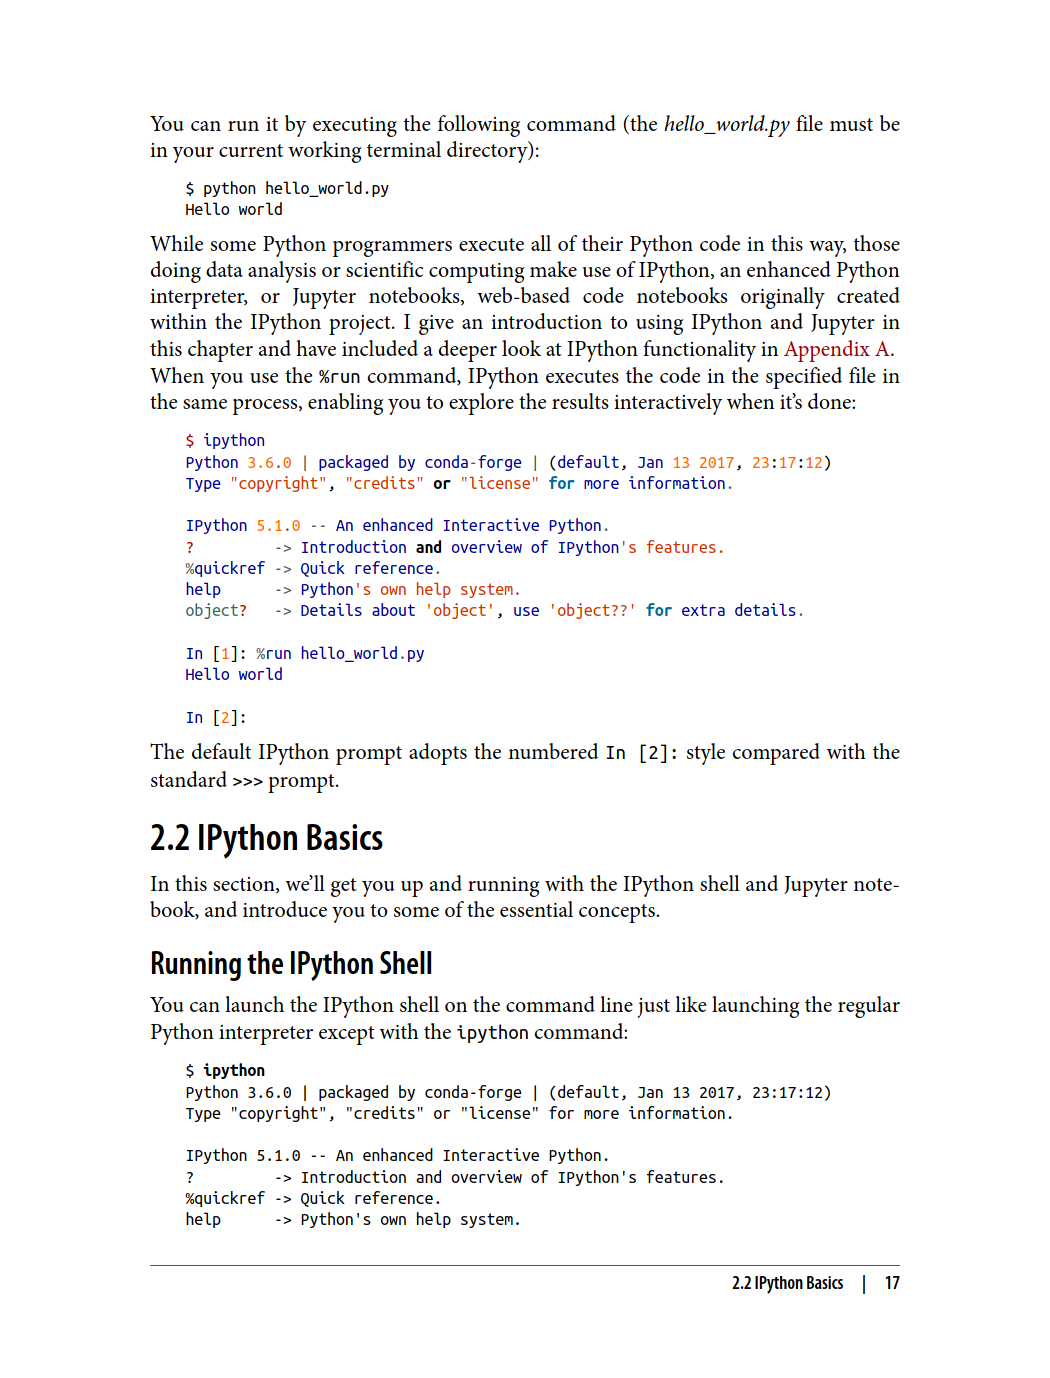 You can run it by executing the following command (the hello_world.py file must be
in your current working terminal directory):
$ python hello_world.py
Hello world
While some Python programmers execute all of their Python code in this way, those
doing data analysis or scientific computing make use of IPython, an enhanced Python
interpreter, or Jupyter notebooks, web-based code notebooks originally created
within the IPython project. I give an introduction to using IPython and Jupyter in
this chapter and have included a deeper look at IPython functionality in Appendix A.
When you use the %run command, IPython executes the code in the specified file in
the same process, enabling you to explore the results interactively when it’s done:
$ ipython
Python 3.6.0 | packaged by conda-forge | (default, Jan 13 2017, 23:17:12)
Type "copyright", "credits" or "license" for more information.
IPython 5.1.0 -- An enhanced Interactive Python.
?         -> Introduction and overview of IPython's features.
%quickref -> Quick reference.
help      -> Python's own help system.
object?   -> Details about 'object', use 'object??' for extra details.
In [1]: %run hello_world.py
Hello world
In [2]:
The default IPython prompt adopts the numbered In [2]: style compared with the
standard >>> prompt.
2.2 IPython Basics
In this section, we’ll get you up and running with the IPython shell and Jupyter note-
book, and introduce you to some of the essential concepts.
Running the IPython Shell
You can launch the IPython shell on the command line just like launching the regular
Python interpreter except with the ipython command:
$ ipython
Python 3.6.0 | packaged by conda-forge | (default, Jan 13 2017, 23:17:12)
Type "copyright", "credits" or "license" for more information.
IPython 5.1.0 -- An enhanced Interactive Python.
?         -> Introduction and overview of IPython's features.
%quickref -> Quick reference.
help      -> Python's own help system.
2.2 IPython Basics | 17